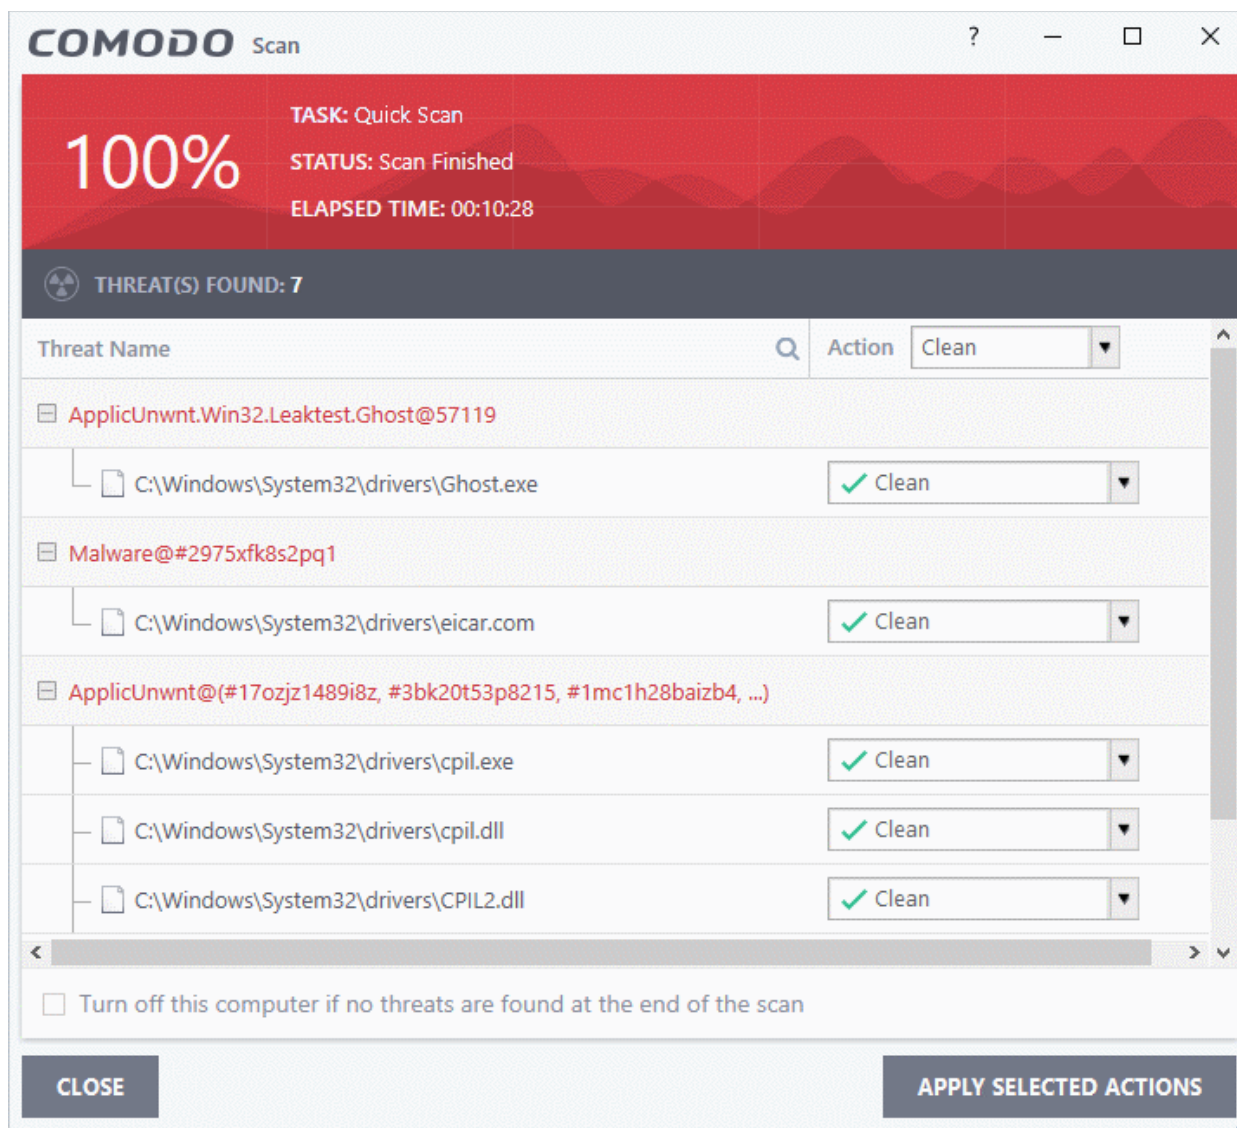 COMODO Scan ?
100%
TASK: Quick Scan
STATUS: Scan Finished
ELAPSED TIME: 00:10:28
THREAT(S) FOUND: 7
Threat Name Action Clean
ApplicUnwnt.Win32.Leaktest.Ghost@57119
C:\Windows\System32\drivers\Ghost.exe Clean
Malware@#2975xfk8s2pq1
C:\Windows\System32\drivers\eicar.com Clean
ApplicUnwnt@(#17ozjz1489i8z, #3bk20t53p8215, #1mc1h28baizb4, ...)
C:\Windows\System32\drivers\cpil.exe Clean
C:\Windows\System32\drivers\cpil.dll Clean
C:\Windows\System32\drivers\CPIL2.dll Clean
Turn off this computer if no threats are found at the end of the scan
CLOSE APPLY SELECTED ACTIONS